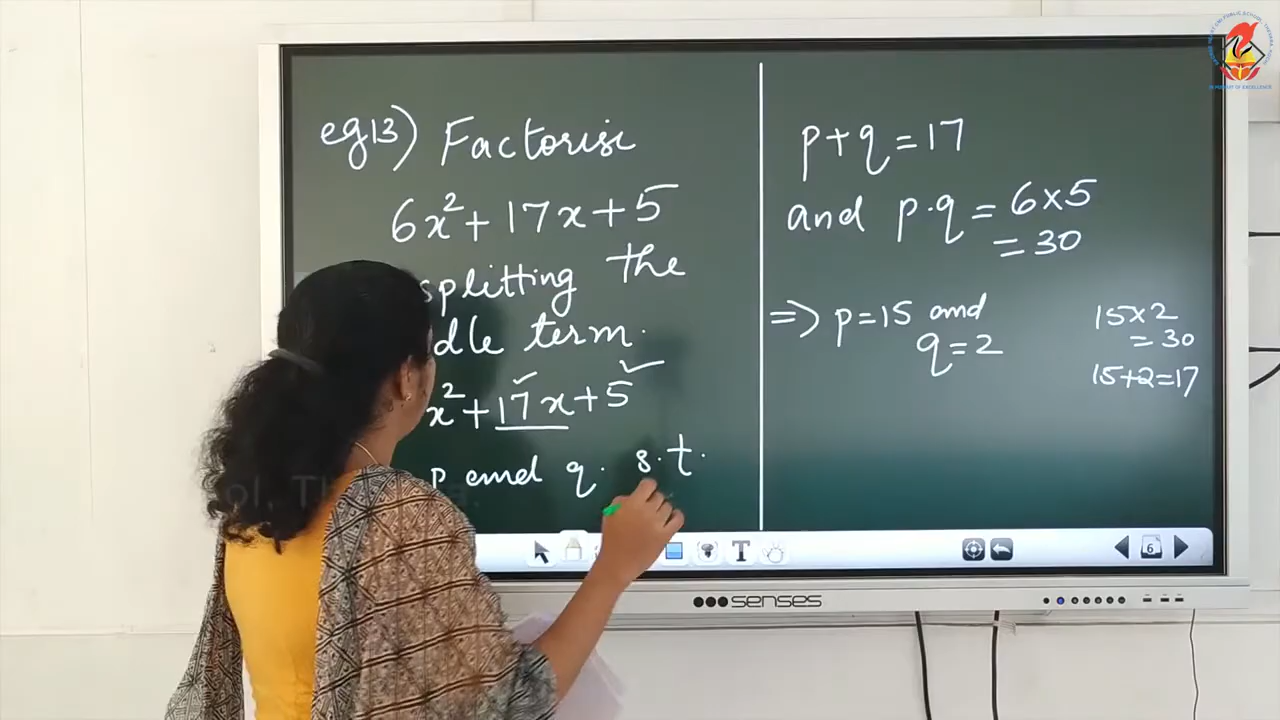 eg13) Factorise
6x² + 17x + 5
splitting the
dle term.
x² + 17x + 5
p and q. s.t.
p + q = 17
and p.q = 6 × 5
= 30
=> p = 15 and
q = 2
15 × 2
= 30
15 + 2 = 17
T
6
senses